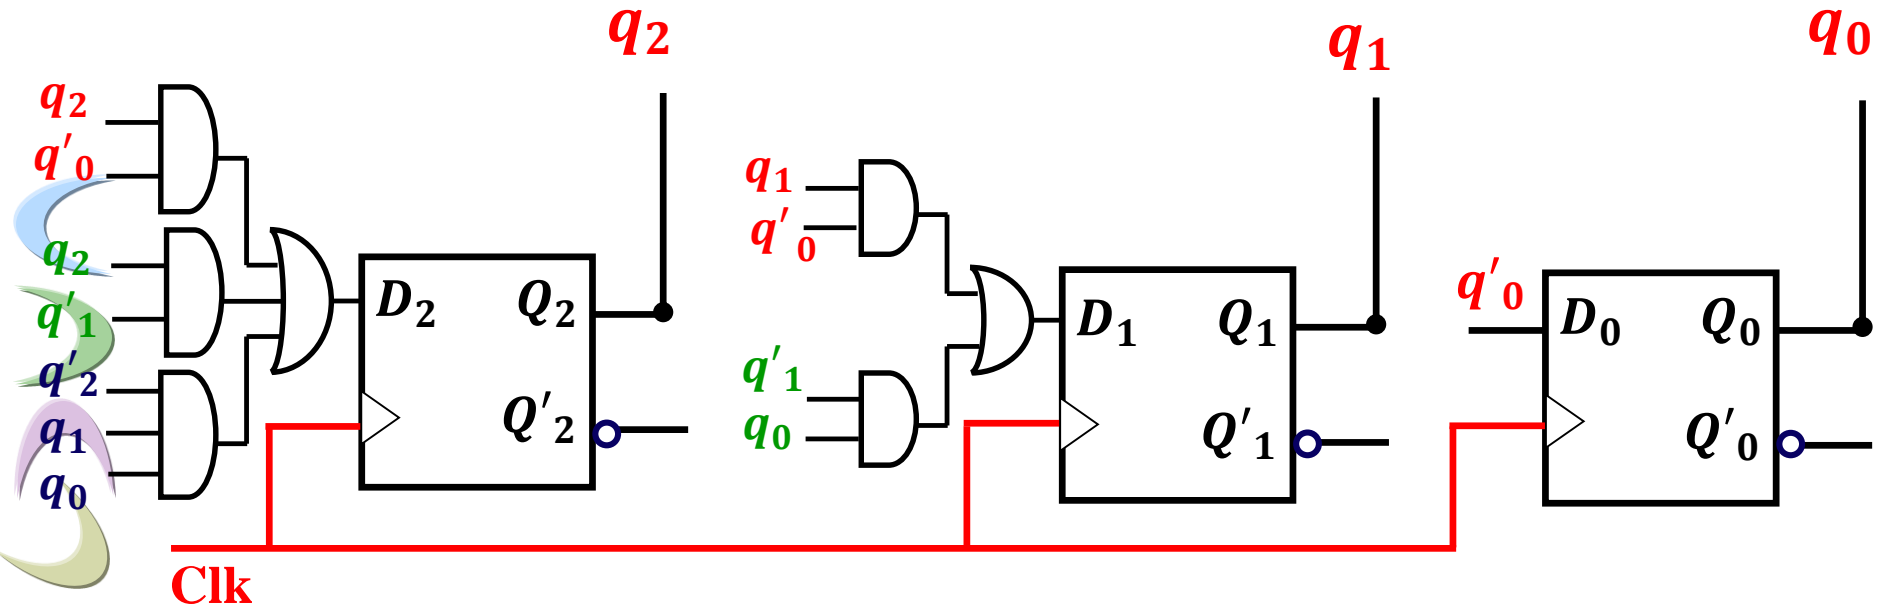 q₂
q₁
q₀
q₂
q'₀
q₂
q'₁
q'₂
q₁
q₀
D₂
Q₂
Q'₂
q₁
q'₀
q'₁
q₀
D₁
Q₁
Q'₁
q'₀
D₀
Q₀
Q'₀
Clk